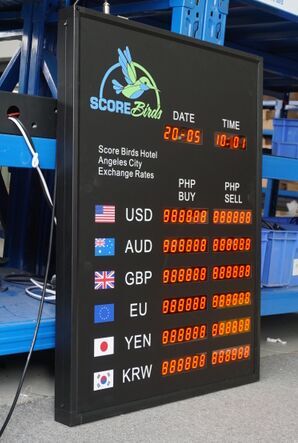 SCORE Birds
DATE TIME
20-05 10:01
Score Birds Hotel
Angeles City
Exchange Rates
PHP BUY PHP SELL
USD 888888 888888
AUD 888888 888888
GBP 888888 888888
EU 888888 888888
YEN 888888 888888
KRW 888888 888888